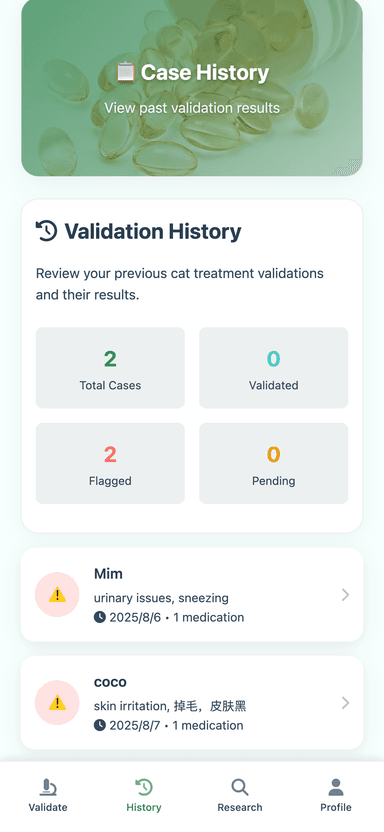 📋 Case History
View past validation results
Validation History
Review your previous cat treatment validations
and their results.
2
Total Cases
0
Validated
2
Flagged
0
Pending
Mim
urinary issues, sneezing
2025/8/6 • 1 medication
coco
skin irritation, 掉毛，皮肤黑
2025/8/7 • 1 medication
Validate
History
Research
Profile